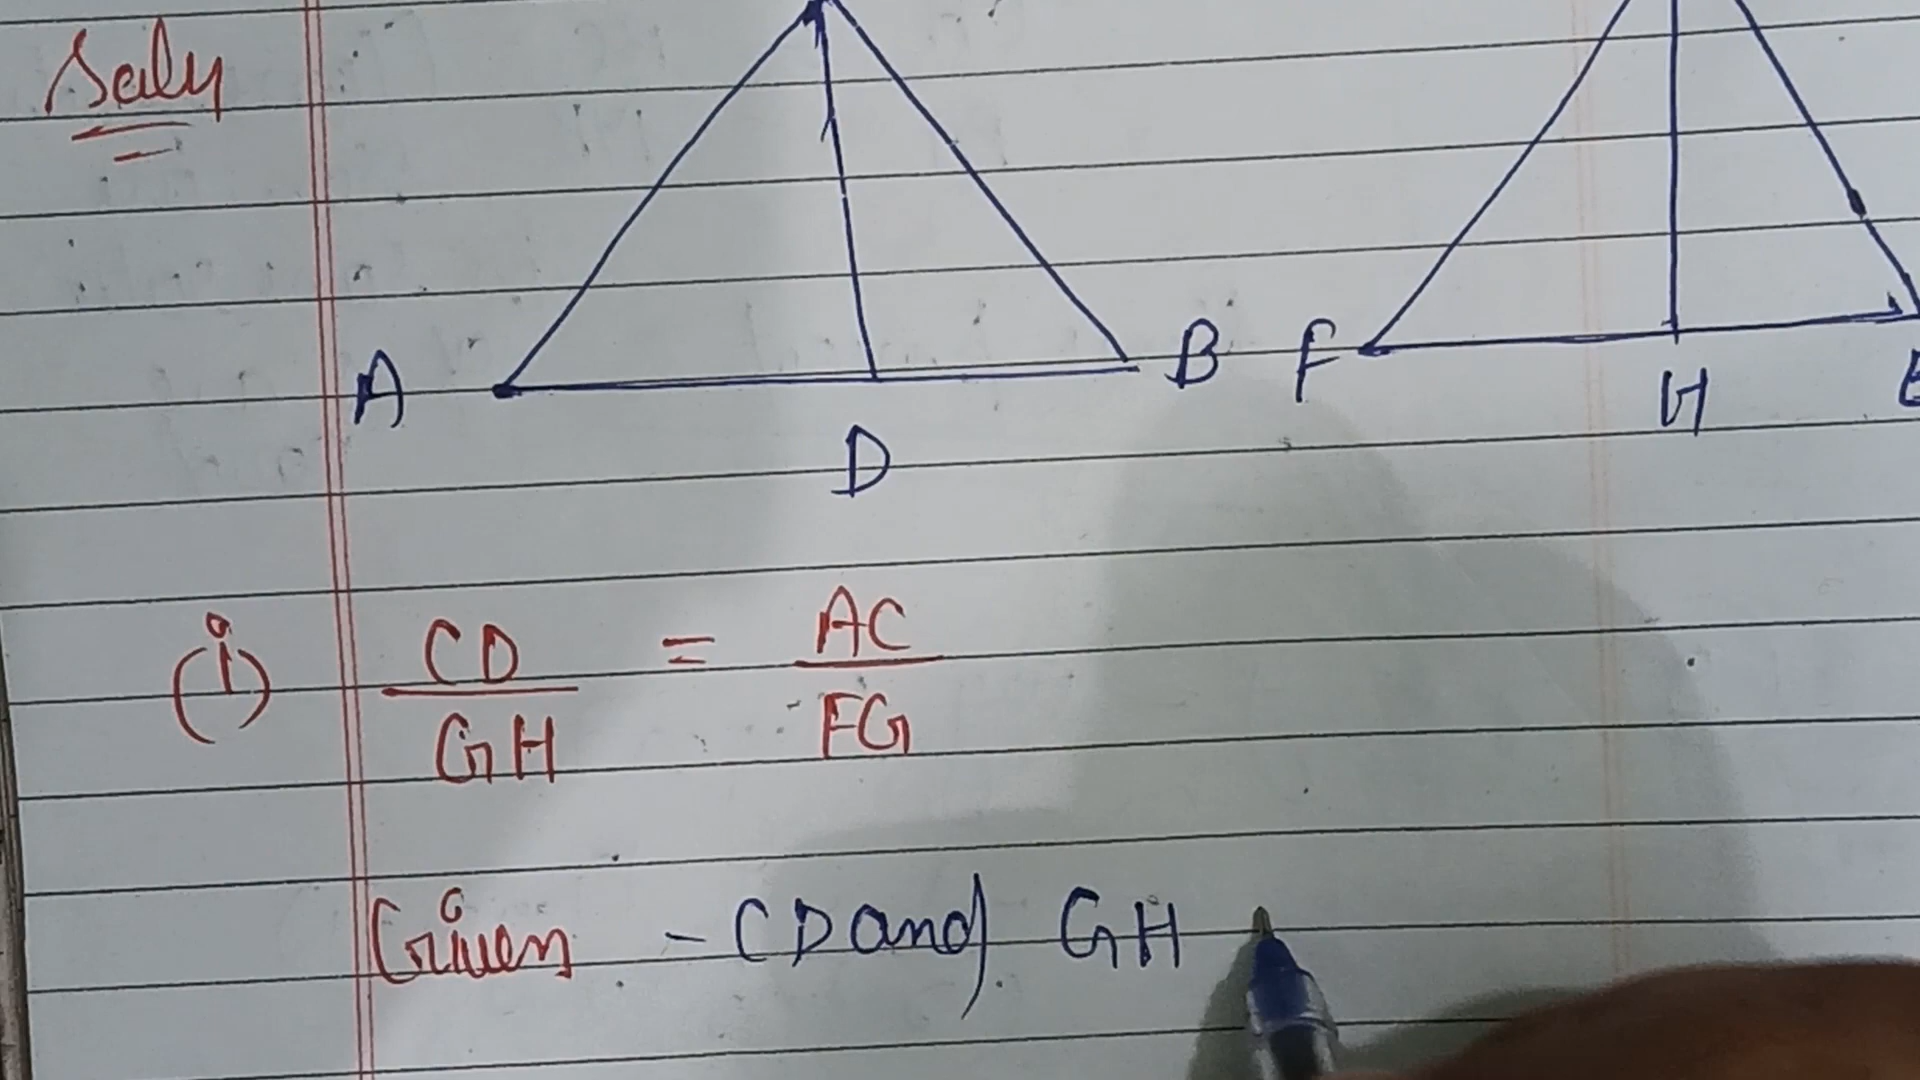 Soln
A B F
H E
D
(i) CD = AC
GH FG
Given - CD and GH